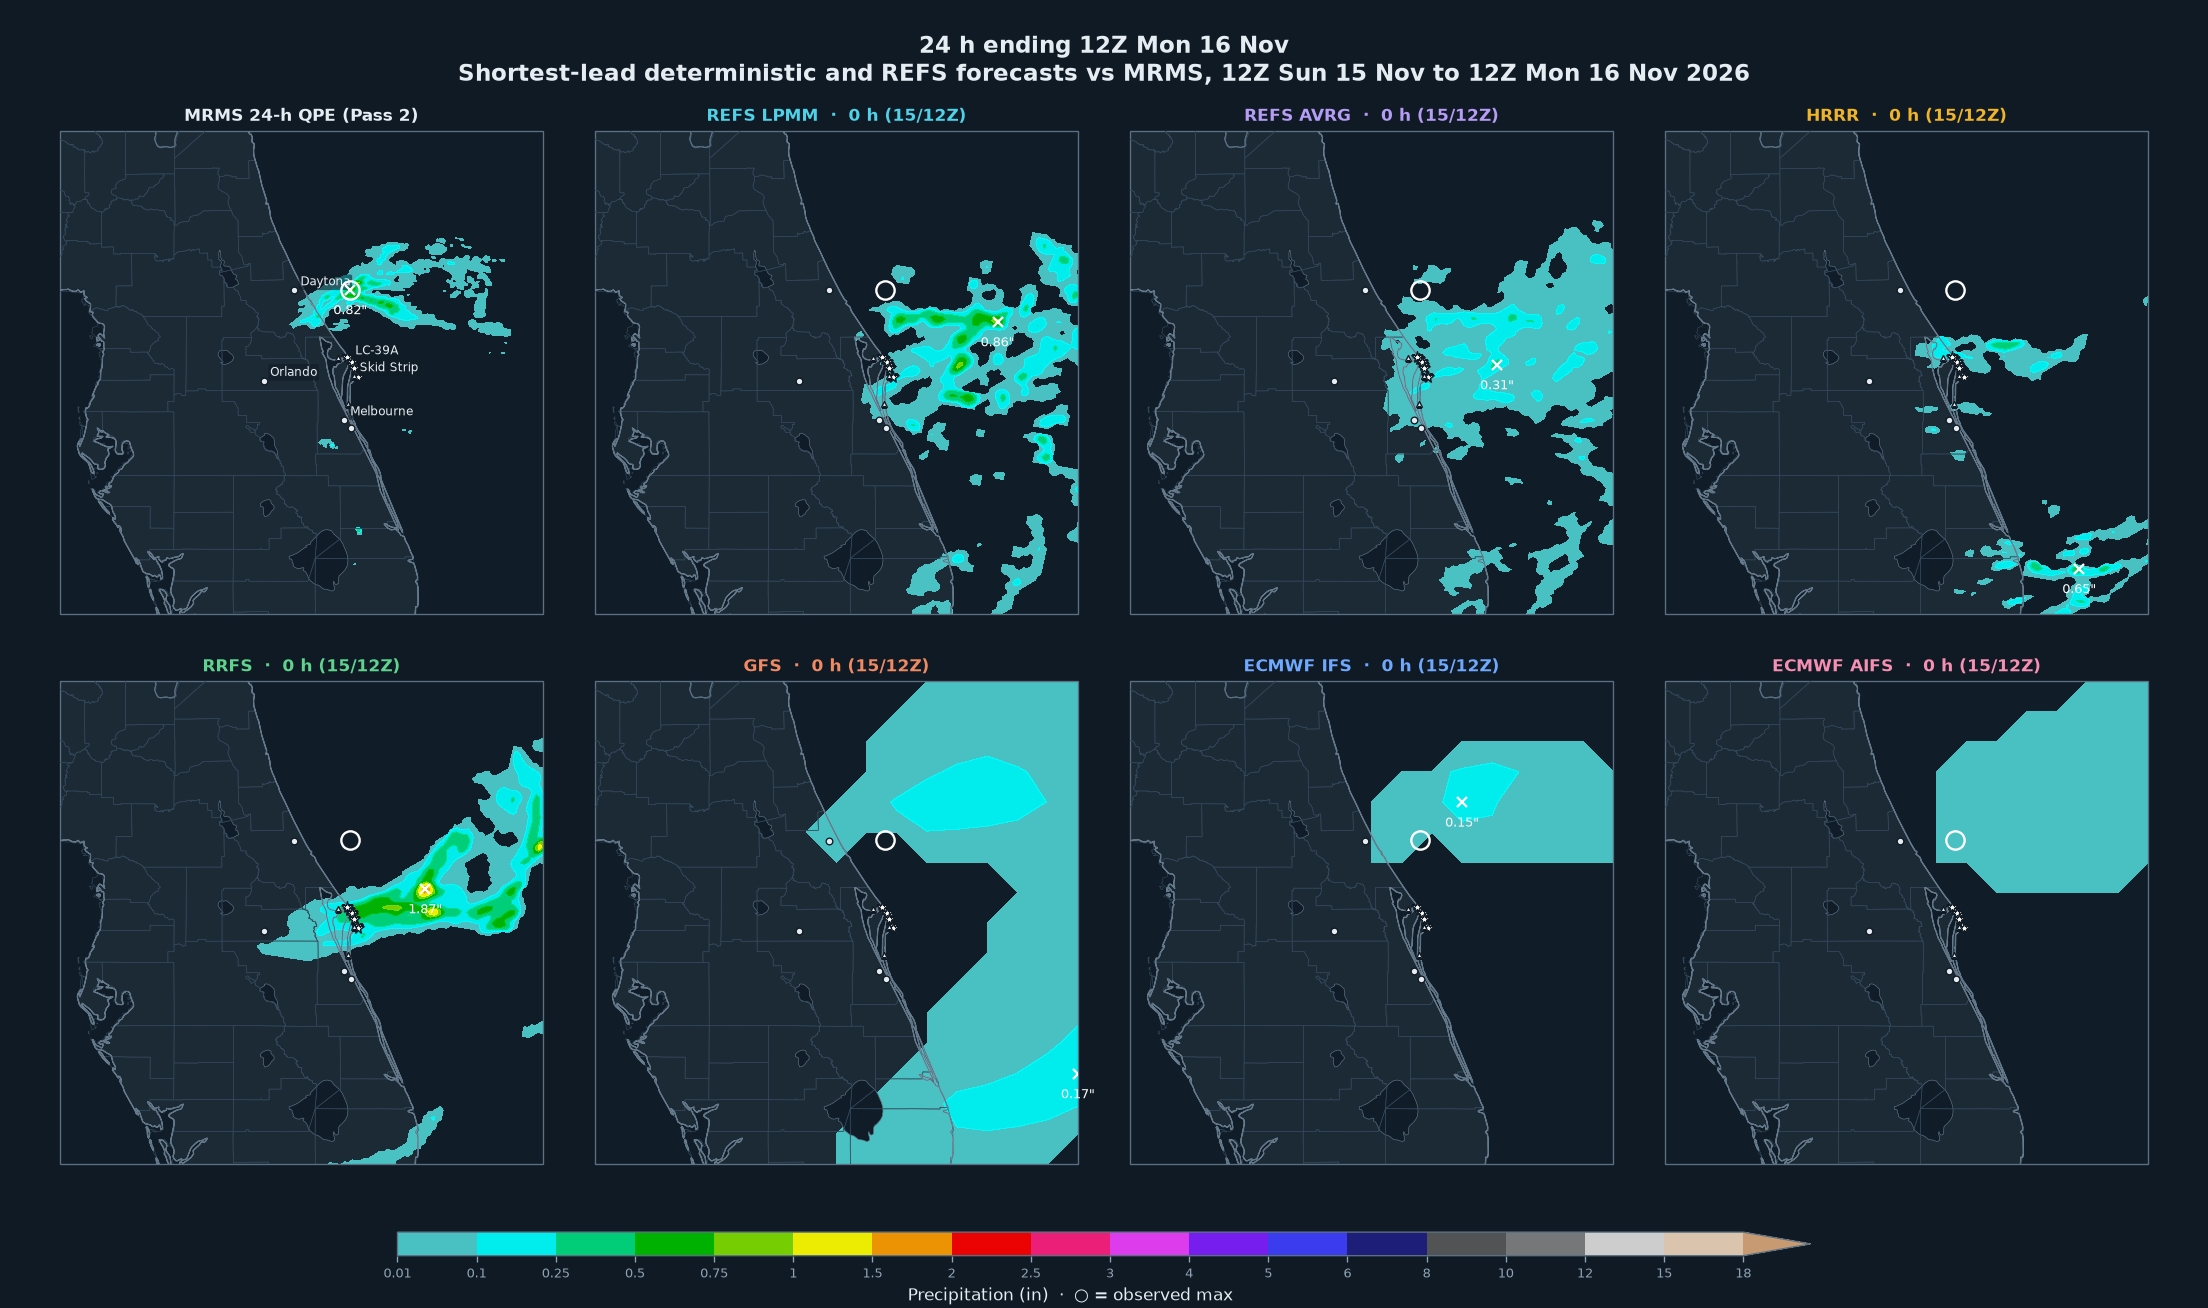 24 h ending 12Z Mon 16 Nov
Shortest-lead deterministic and REFS forecasts vs MRMS, 12Z Sun 15 Nov to 12Z Mon 16 Nov 2026
MRMS 24-h QPE (Pass 2)
Daytona
0.82"
LC-39A
Skid Strip
Orlando
Melbourne
REFS LPMM · 0 h (15/12Z)
0.86"
REFS AVRG · 0 h (15/12Z)
0.31"
HRRR · 0 h (15/12Z)
0.65"
RRFS · 0 h (15/12Z)
1.87"
GFS · 0 h (15/12Z)
0.17"
ECMWF IFS · 0 h (15/12Z)
0.15"
ECMWF AIFS · 0 h (15/12Z)
0.01 0.1 0.25 0.5 0.75 1 1.5 2 2.5 3 4 5 6 8 10 12 15 18
Precipitation (in) · ○ = observed max